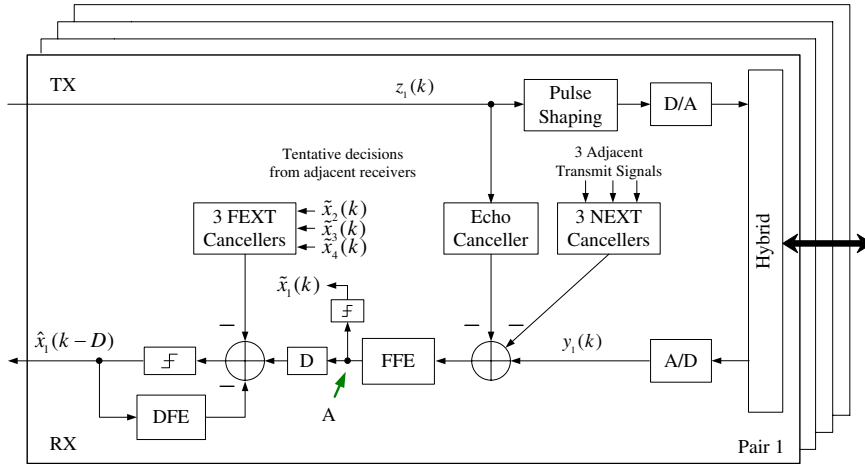 TX
z₁(k)
Pulse
Shaping
D/A
Tentative decisions
from adjacent receivers
3 Adjacent
Transmit Signals
3 FEXT
Cancellers
x̃₂(k)
x̃₃(k)
x̃₄(k)
Echo
Canceller
3 NEXT
Cancellers
Hybrid
x̃₁(k)
−
−
−
x̂₁(k−D)
D
FFE
y₁(k)
A/D
−
A
DFE
RX
Pair 1